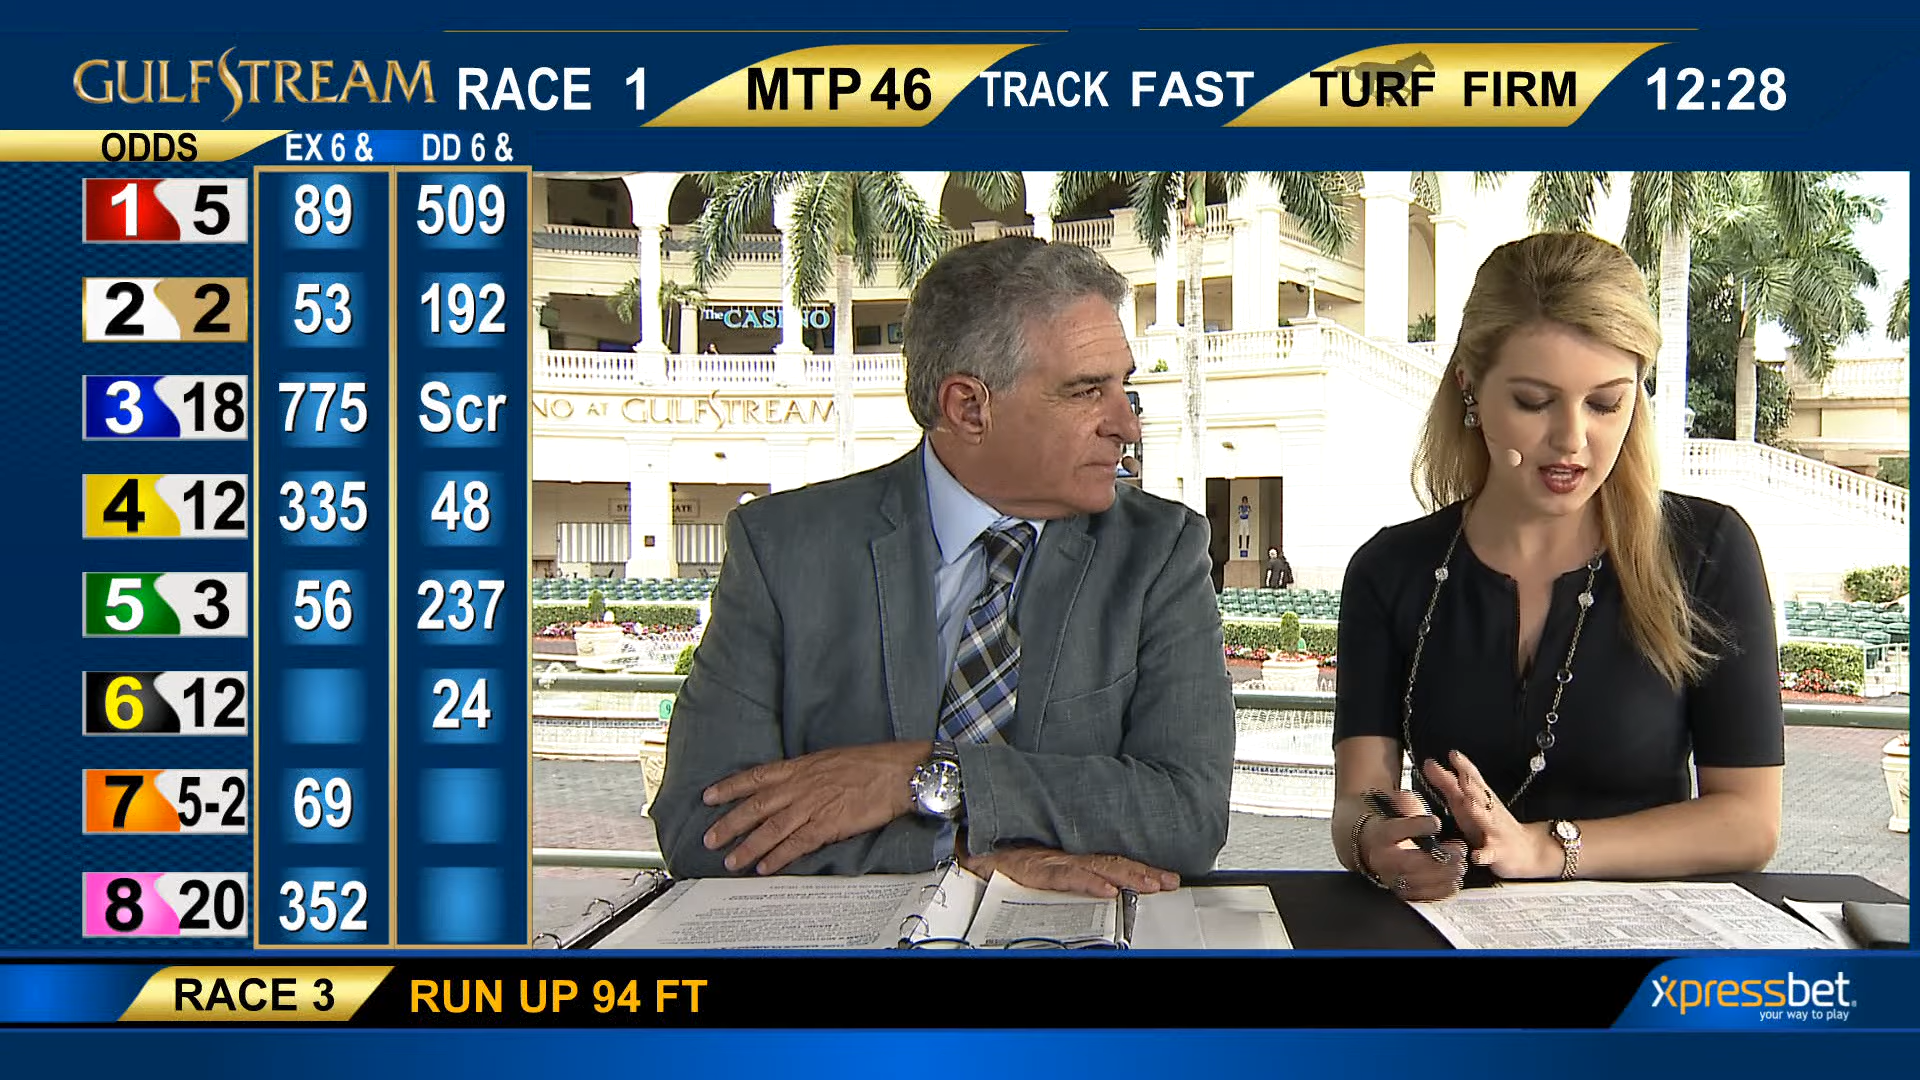 GULFSTREAM RACE 1 MTP 46 TRACK FAST TURF FIRM 12:28
ODDS EX 6 & DD 6 &
1 5 89 509
2 2 53 192
3 18 775 Scr
4 12 335 48
5 3 56 237
6 12 24
7 5-2 69
8 20 352
The CASINO
NO AT GULFSTREAM
RACE 3 RUN UP 94 FT
xpressbet.
your way to play